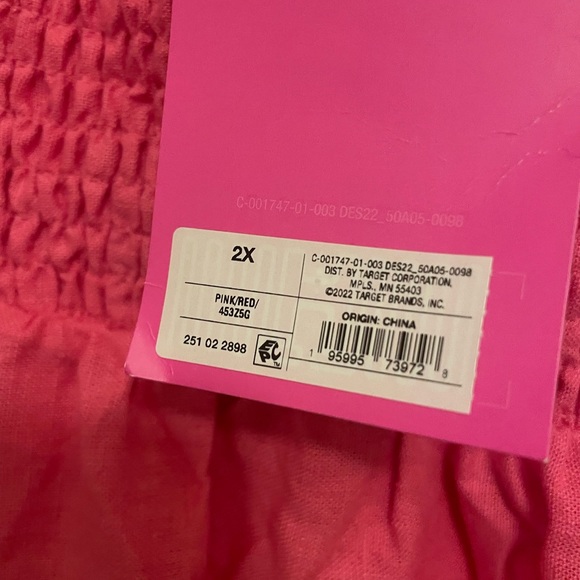 C-001747-01-003 DES22_50A05-0098
2X
PINK/RED/
453Z5G
251 02 2898
EPC™
C-001747-01-003 DES22_50A05-0098
DIST. BY TARGET CORPORATION,
MPLS., MN 55403
©2022 TARGET BRANDS, INC.
ORIGIN: CHINA
1 95995 73972 8